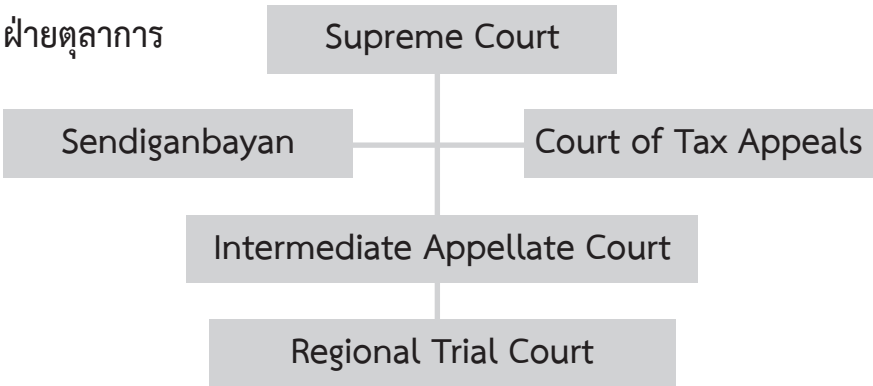 ฝ่ายตุลาการ
Supreme Court
Sendiganbayan
Court of Tax Appeals
Intermediate Appellate Court
Regional Trial Court